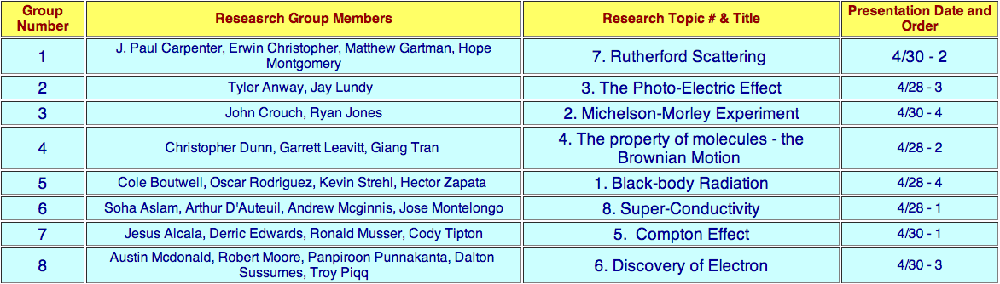 Group Number Reseasrch Group Members Research Topic # & Title Presentation Date and Order
1 J. Paul Carpenter, Erwin Christopher, Matthew Gartman, Hope Montgomery 7. Rutherford Scattering 4/30 - 2
2 Tyler Anway, Jay Lundy 3. The Photo-Electric Effect 4/28 - 3
3 John Crouch, Ryan Jones 2. Michelson-Morley Experiment 4/30 - 4
4 Christopher Dunn, Garrett Leavitt, Giang Tran 4. The property of molecules - the Brownian Motion 4/28 - 2
5 Cole Boutwell, Oscar Rodriguez, Kevin Strehl, Hector Zapata 1. Black-body Radiation 4/28 - 4
6 Soha Aslam, Arthur D'Auteuil, Andrew Mcginnis, Jose Montelongo 8. Super-Conductivity 4/28 - 1
7 Jesus Alcala, Derric Edwards, Ronald Musser, Cody Tipton 5. Compton Effect 4/30 - 1
8 Austin Mcdonald, Robert Moore, Panpiroon Punnakanta, Dalton Sussumes, Troy Piqq 6. Discovery of Electron 4/30 - 3